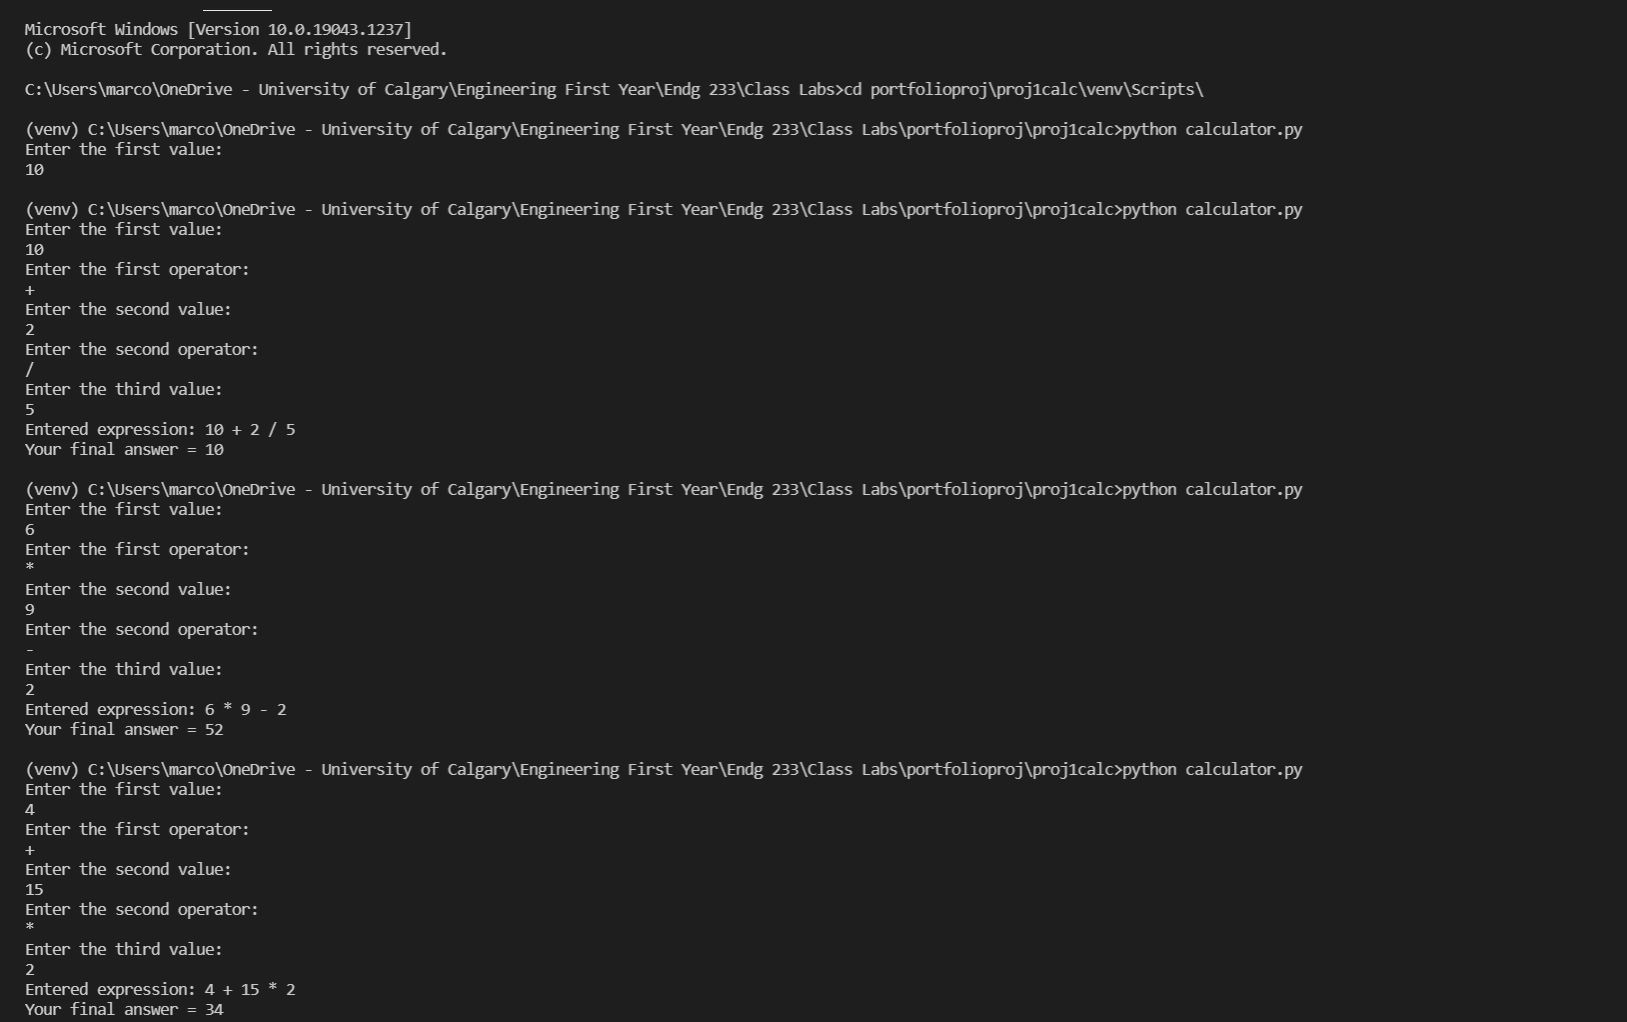 Microsoft Windows [Version 10.0.19043.1237]
(c) Microsoft Corporation. All rights reserved.
C:\Users\marco\OneDrive - University of Calgary\Engineering First Year\Endg 233\Class Labs>cd portfolioproj\proj1calc\venv\Scripts\
(venv) C:\Users\marco\OneDrive - University of Calgary\Engineering First Year\Endg 233\Class Labs\portfolioproj\proj1calc>python calculator.py
Enter the first value:
10
(venv) C:\Users\marco\OneDrive - University of Calgary\Engineering First Year\Endg 233\Class Labs\portfolioproj\proj1calc>python calculator.py
Enter the first value:
10
Enter the first operator:
+
Enter the second value:
2
Enter the second operator:
/
Enter the third value:
5
Entered expression: 10 + 2 / 5
Your final answer = 10
(venv) C:\Users\marco\OneDrive - University of Calgary\Engineering First Year\Endg 233\Class Labs\portfolioproj\proj1calc>python calculator.py
Enter the first value:
6
Enter the first operator:
*
Enter the second value:
9
Enter the second operator:
-
Enter the third value:
2
Entered expression: 6 * 9 - 2
Your final answer = 52
(venv) C:\Users\marco\OneDrive - University of Calgary\Engineering First Year\Endg 233\Class Labs\portfolioproj\proj1calc>python calculator.py
Enter the first value:
4
Enter the first operator:
+
Enter the second value:
15
Enter the second operator:
*
Enter the third value:
2
Entered expression: 4 + 15 * 2
Your final answer = 34